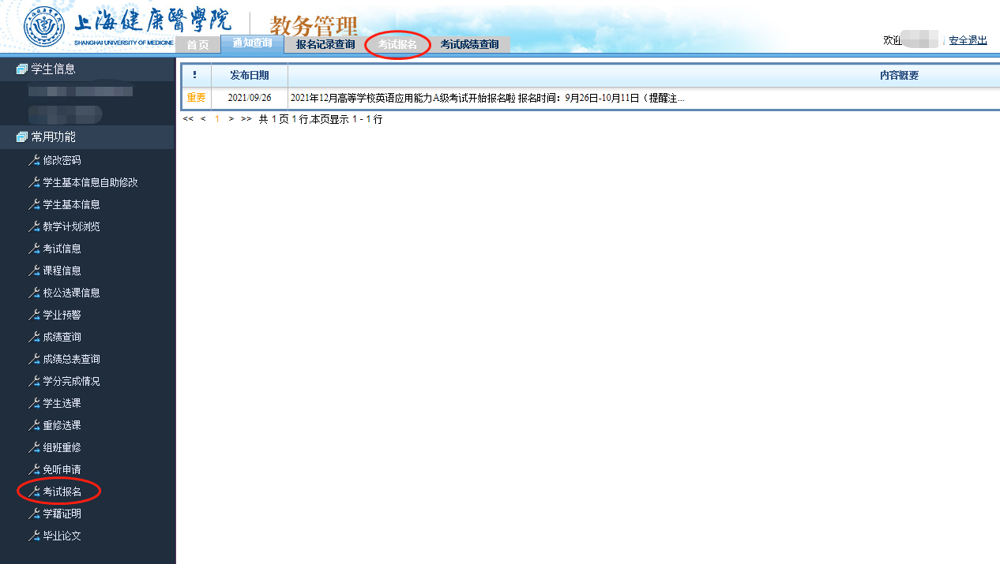 上海健康醫學院
SHANGHAI UNIVERSITY OF MEDICINE
教务管理
首页 通知查询 报名记录查询 考试报名 考试成绩查询
欢迎 | 安全退出
学生信息
常用功能
修改密码
学生基本信息自助修改
学生基本信息
教学计划浏览
考试信息
课程信息
校公选课信息
学业预警
成绩查询
成绩总表查询
学分完成情况
学生选课
重修选课
组班重修
免听申请
考试报名
学籍证明
毕业论文
! 发布日期 内容概要
重要 2021/09/26 2021年12月高等学校英语应用能力A级考试开始报名啦 报名时间：9月26日-10月11日（提醒注...
<< < 1 > >> 共 1 页 1 行,本页显示 1 - 1 行